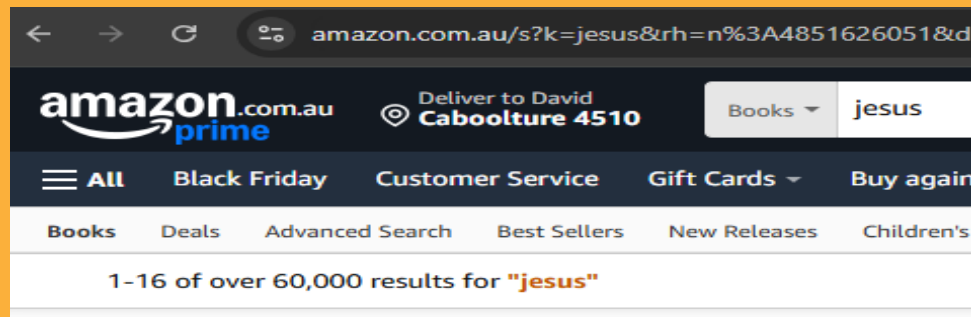 amazon.com.au/s?k=jesus&rh=n%3A4851626051&d
amazon.com.au
prime
Deliver to David
Caboolture 4510
Books
jesus
All Black Friday Customer Service Gift Cards Buy again
Books Deals Advanced Search Best Sellers New Releases Children's
1-16 of over 60,000 results for "jesus"